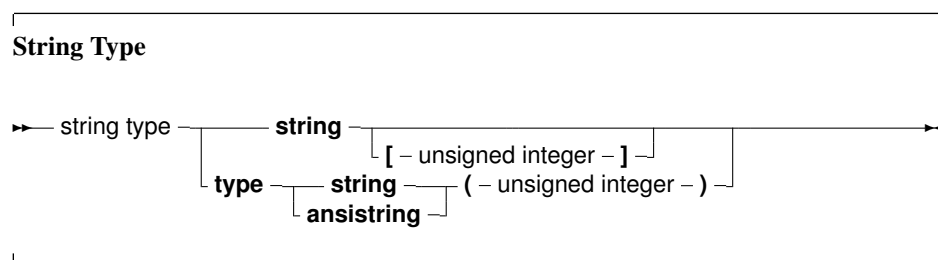 String Type
string type – string
[ – unsigned integer – ]
type – string – ( – unsigned integer – )
ansistring